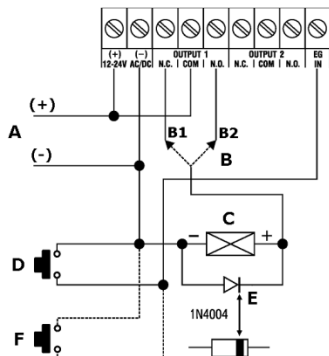 (+) (-) OUTPUT 1 OUTPUT 2 EG
12-24V AC/DC N.C. COM N.O. N.C. COM N.O. IN
(+)
A
B1 B2
B
(-)
C
- +
D
E
1N4004
F